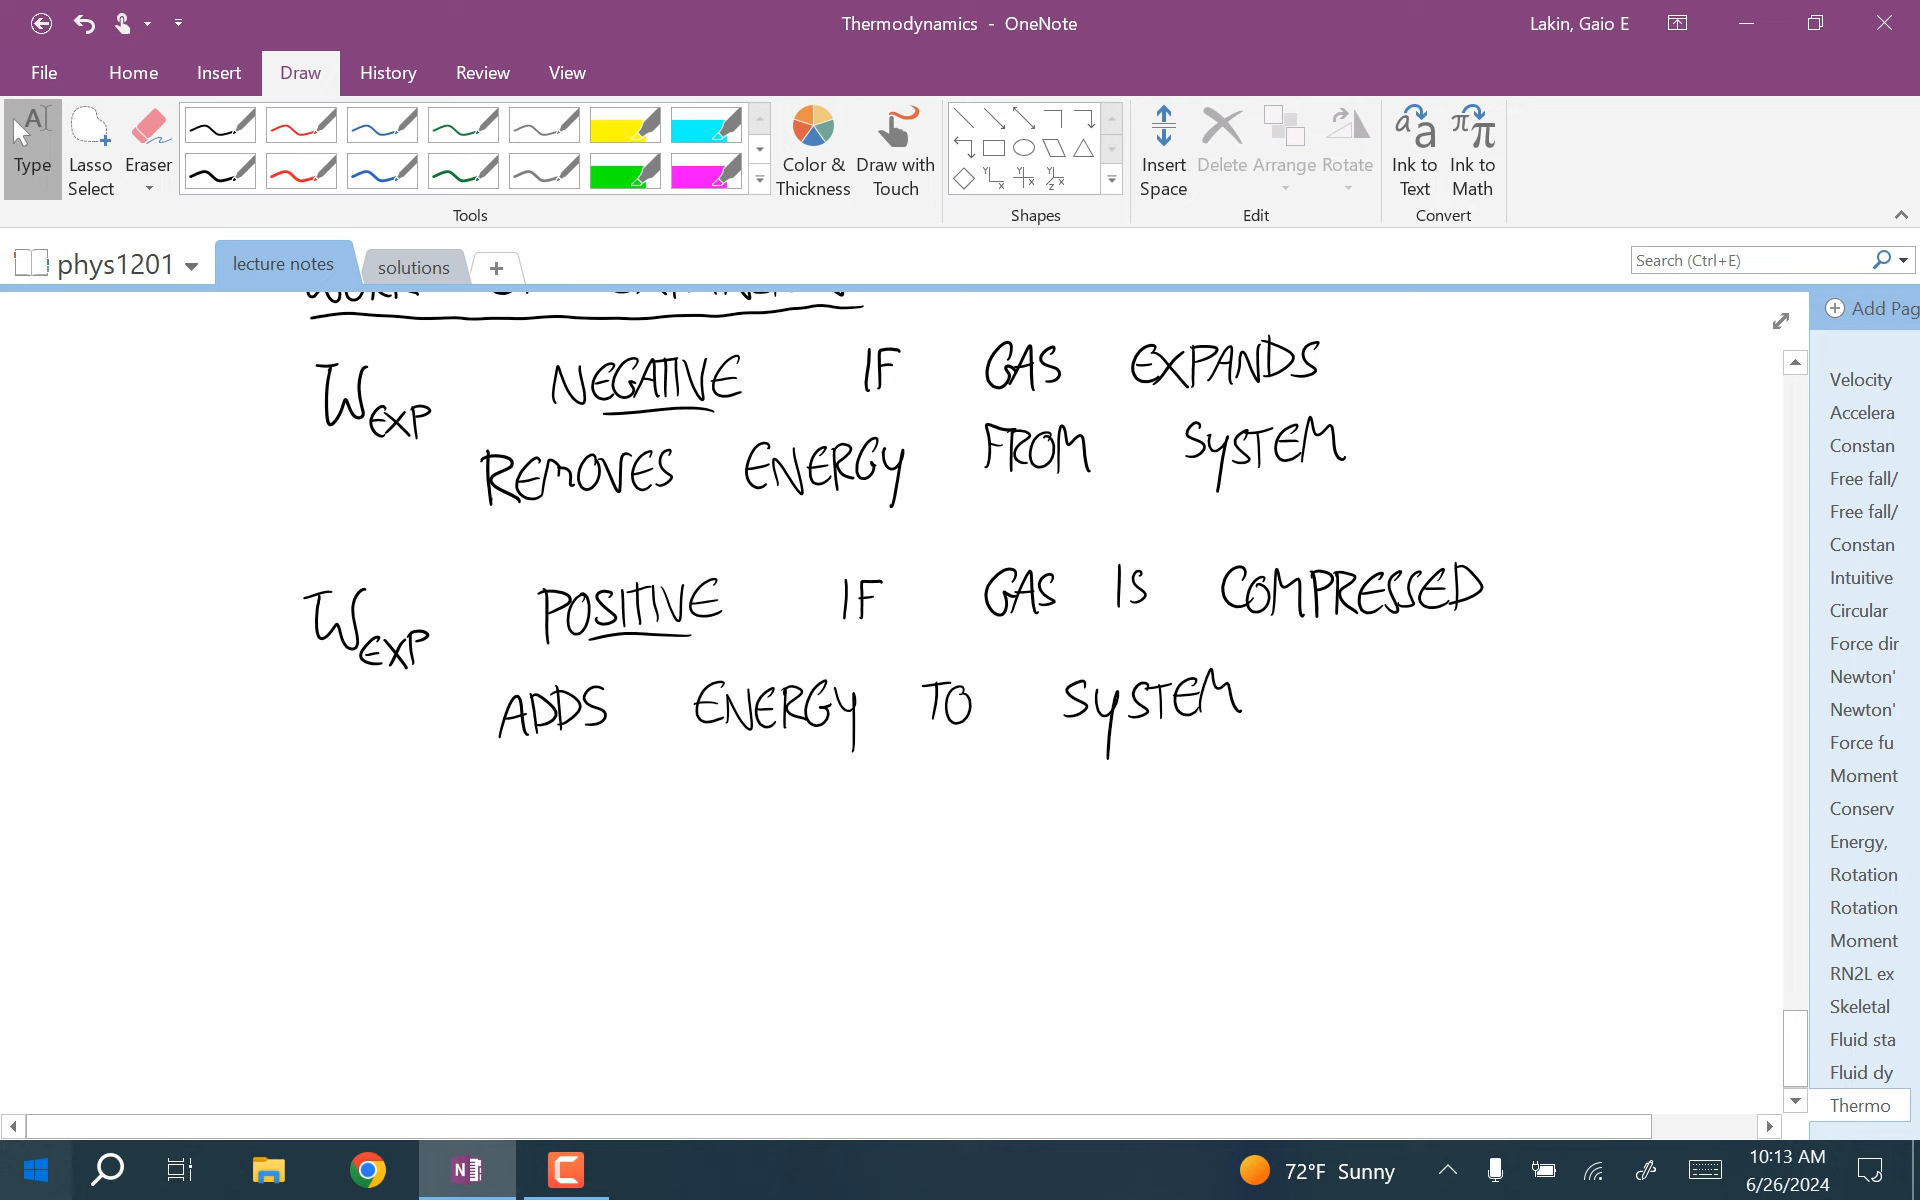 Thermodynamics - OneNote
Lakin, Gaio E
File Home Insert Draw History Review View
Type
Lasso Select
Eraser
Color & Thickness
Draw with Touch
Insert Space
Delete
Arrange
Rotate
Ink to Text
Ink to Math
Tools
Shapes
Edit
Convert
phys1201
lecture notes
solutions
Search (Ctrl+E)
Add Pag
W EXP NEGATIVE IF GAS EXPANDS
REMOVES ENERGY FROM SYSTEM
W EXP POSITIVE IF GAS IS COMPRESSED
ADDS ENERGY TO SYSTEM
Velocity
Accelera
Constan
Free fall/
Free fall/
Constan
Intuitive
Circular
Force dir
Newton'
Newton'
Force fu
Moment
Conserv
Energy,
Rotation
Rotation
Moment
RN2L ex
Skeletal
Fluid sta
Fluid dy
Thermo
72°F Sunny
10:13 AM
6/26/2024